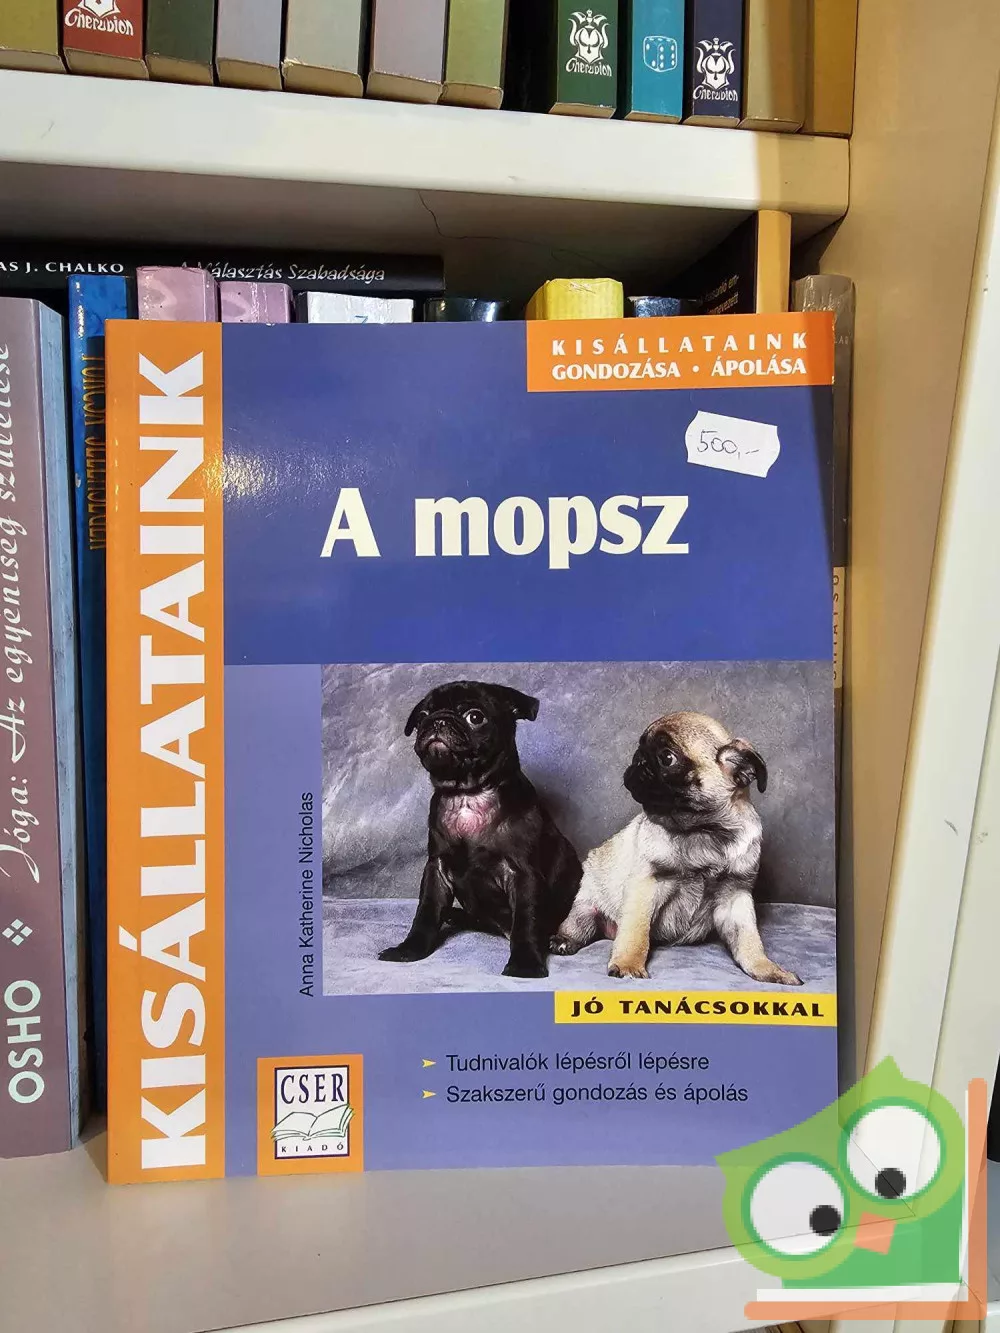 Cherubion
Cherubion
Cherubion
AS J. CHALKO
A Választás Szabadsága
KISÁLLATAINK
GONDOZÁSA • ÁPOLÁSA
500,-
A mopsz
KISÁLLATAINK
Anna Katherine Nicholas
JÓ TANÁCSOKKAL
➤ Tudnivalók lépésről lépésre
➤ Szakszerű gondozás és ápolás
CSER
KIADÓ
OSHO ❖ Jóga: Az egyéniség születése